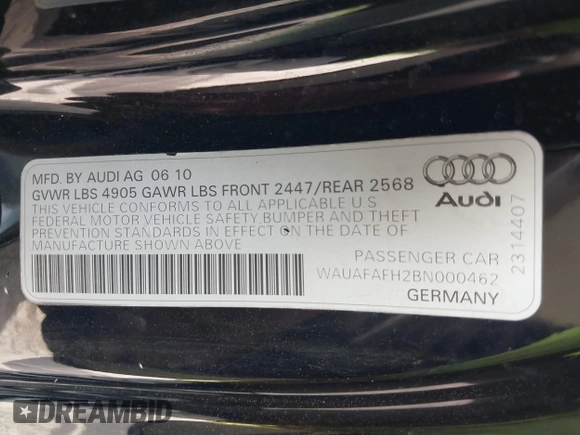 MFD. BY AUDI AG 06 10
GVWR LBS 4905 GAWR LBS FRONT 2447/REAR 2568
THIS VEHICLE CONFORMS TO ALL APPLICABLE U S
FEDERAL MOTOR VEHICLE SAFETY BUMPER AND THEFT
PREVENTION STANDARDS IN EFFECT ON THE DATE OF
MANUFACTURE SHOWN ABOVE
PASSENGER CAR
WAUAFAFH2BN000462
GERMANY
Audi
2314407
DREAMBID